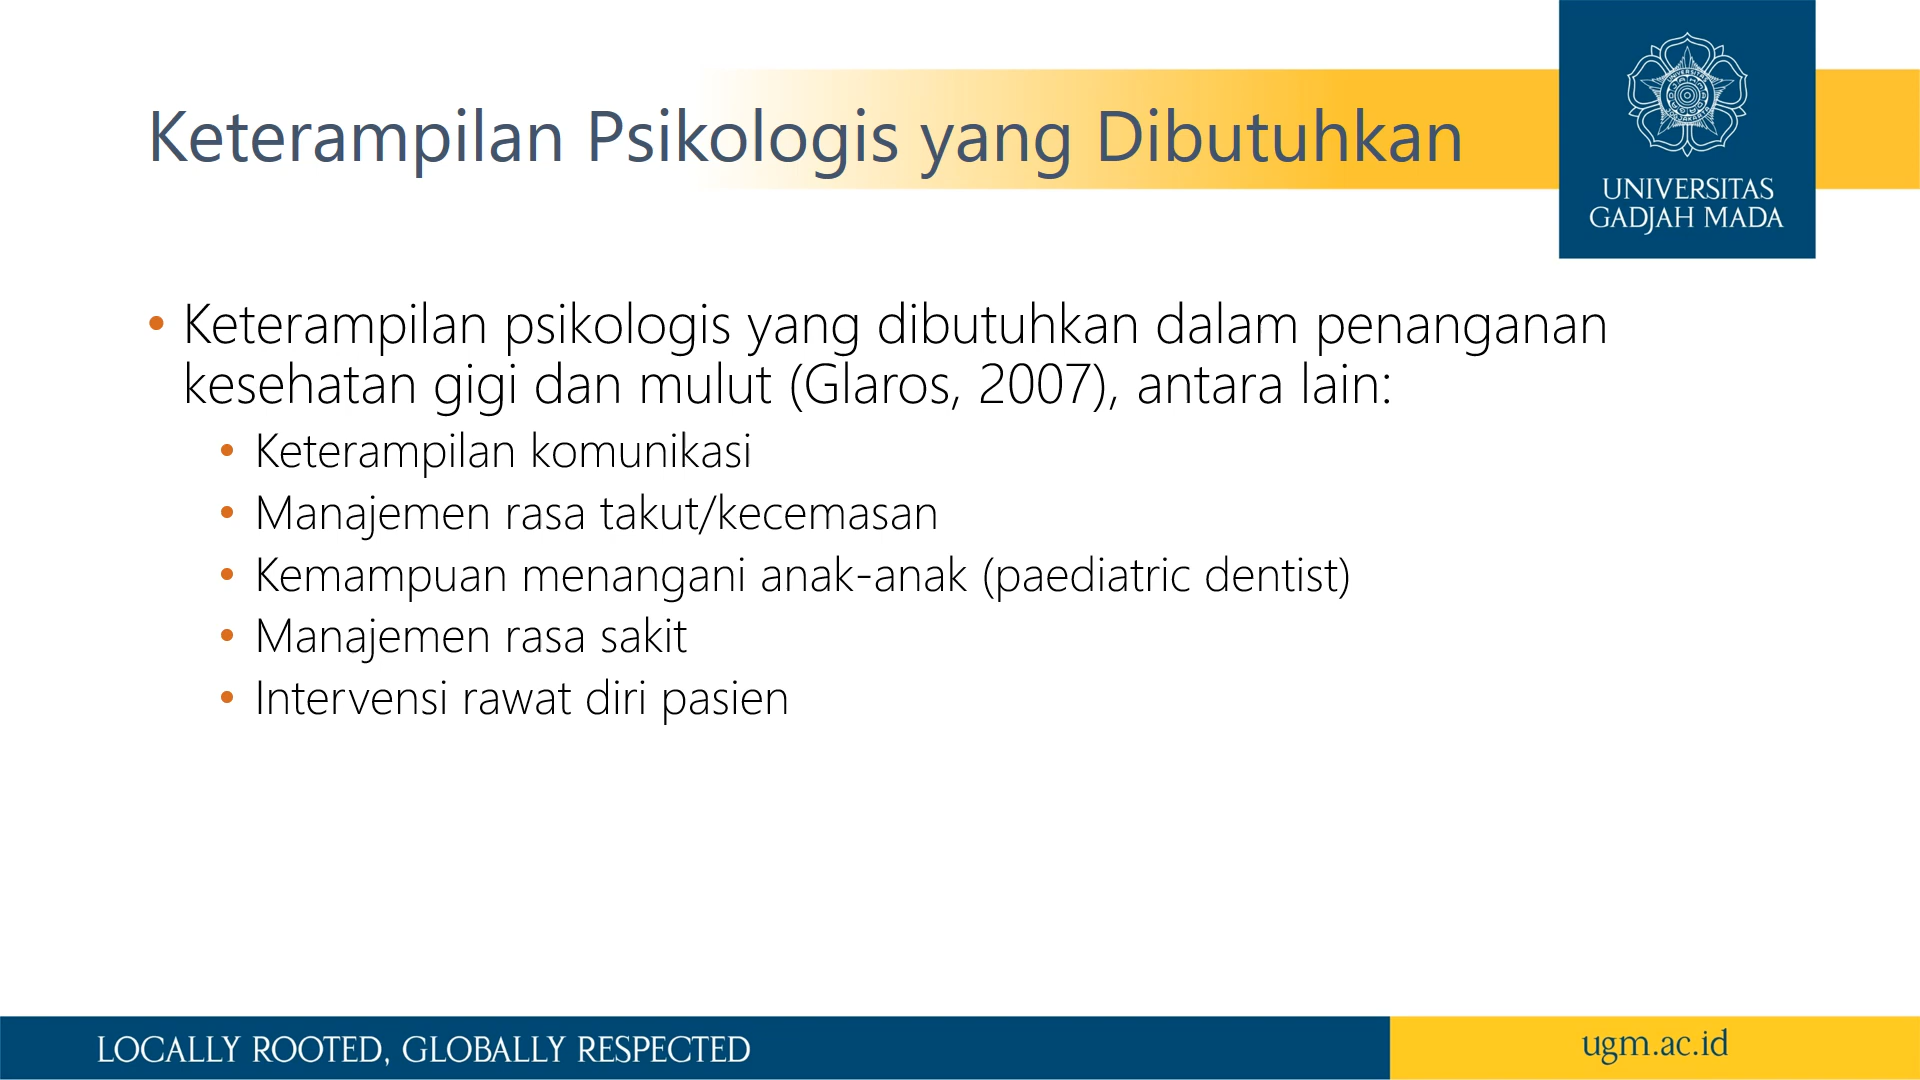 Keterampilan Psikologis yang Dibutuhkan
UNIVERSITAS
GADJAH MADA
• Keterampilan psikologis yang dibutuhkan dalam penanganan
kesehatan gigi dan mulut (Glaros, 2007), antara lain:
• Keterampilan komunikasi
• Manajemen rasa takut/kecemasan
• Kemampuan menangani anak-anak (paediatric dentist)
• Manajemen rasa sakit
• Intervensi rawat diri pasien
LOCALLY ROOTED, GLOBALLY RESPECTED
ugm.ac.id